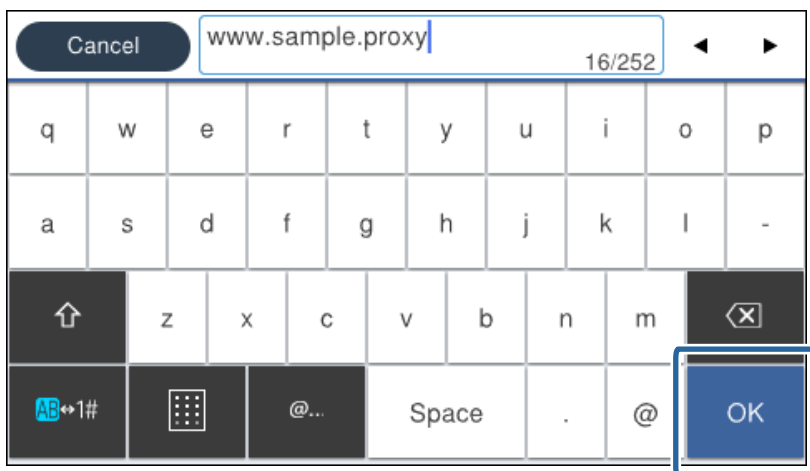 Cancel www.sample.proxy
16/252
q w e r t y u i o p
a s d f g h j k l -
z x c v b n m
AB↔1# @... Space . @ OK